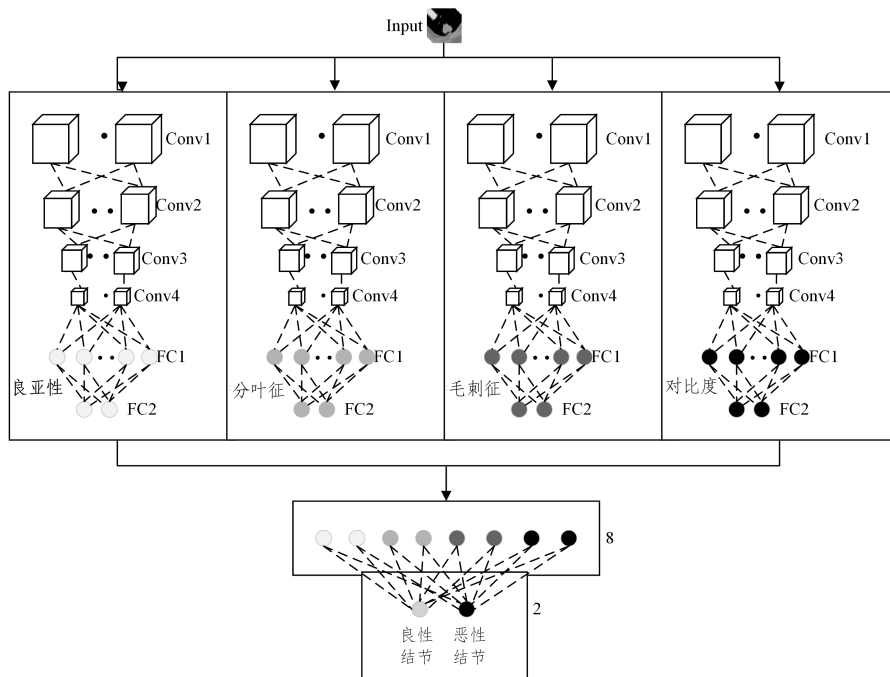 Input
Conv1
Conv2
Conv3
Conv4
FC1
良亚性
FC2
Conv1
Conv2
Conv3
Conv4
FC1
分叶征
FC2
Conv1
Conv2
Conv3
Conv4
FC1
毛刺征
FC2
Conv1
Conv2
Conv3
Conv4
FC1
对比度
FC2
8
2
良性
结节
恶性
结节